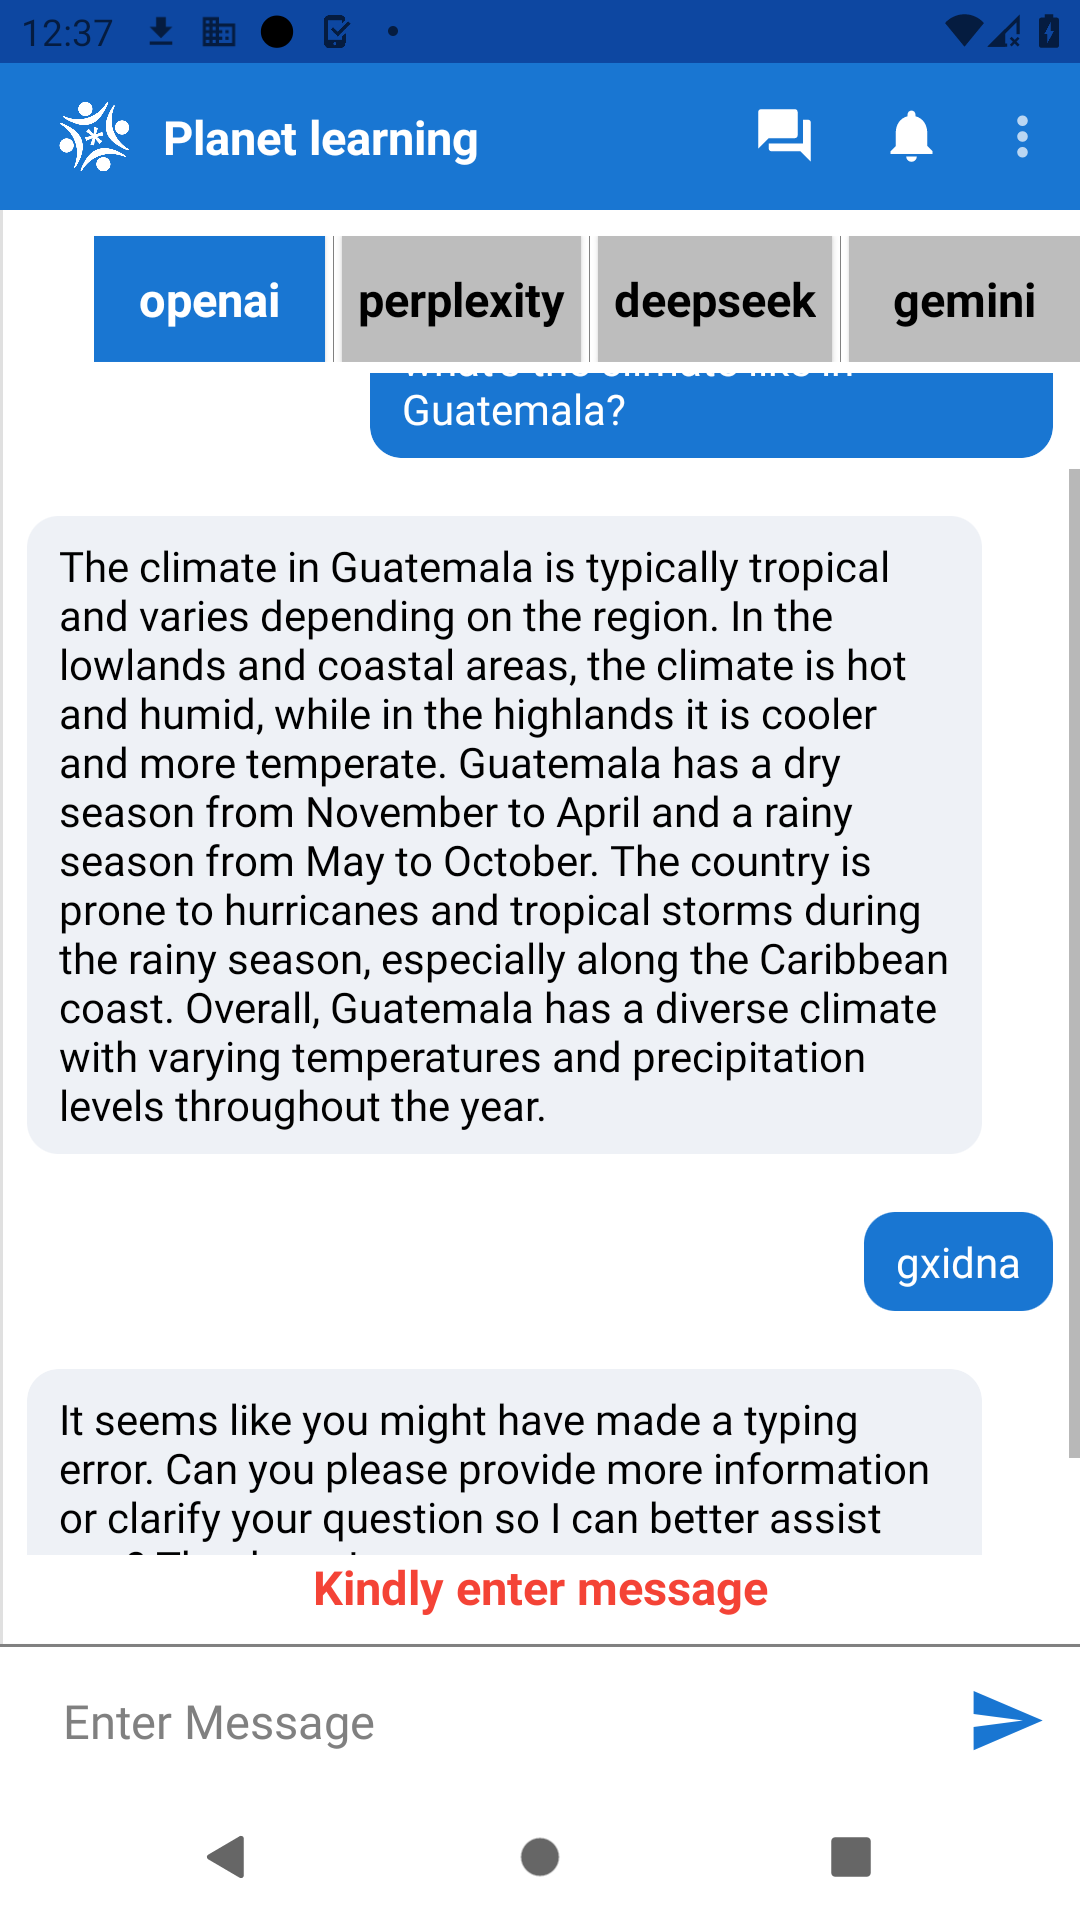 12:37
Planet learning
openai
perplexity
deepseek
gemini
what's the climate like in
Guatemala?
The climate in Guatemala is typically tropical
and varies depending on the region. In the
lowlands and coastal areas, the climate is hot
and humid, while in the highlands it is cooler
and more temperate. Guatemala has a dry
season from November to April and a rainy
season from May to October. The country is
prone to hurricanes and tropical storms during
the rainy season, especially along the Caribbean
coast. Overall, Guatemala has a diverse climate
with varying temperatures and precipitation
levels throughout the year.
gxidna
It seems like you might have made a typing
error. Can you please provide more information
or clarify your question so I can better assist
Kindly enter message
Enter Message